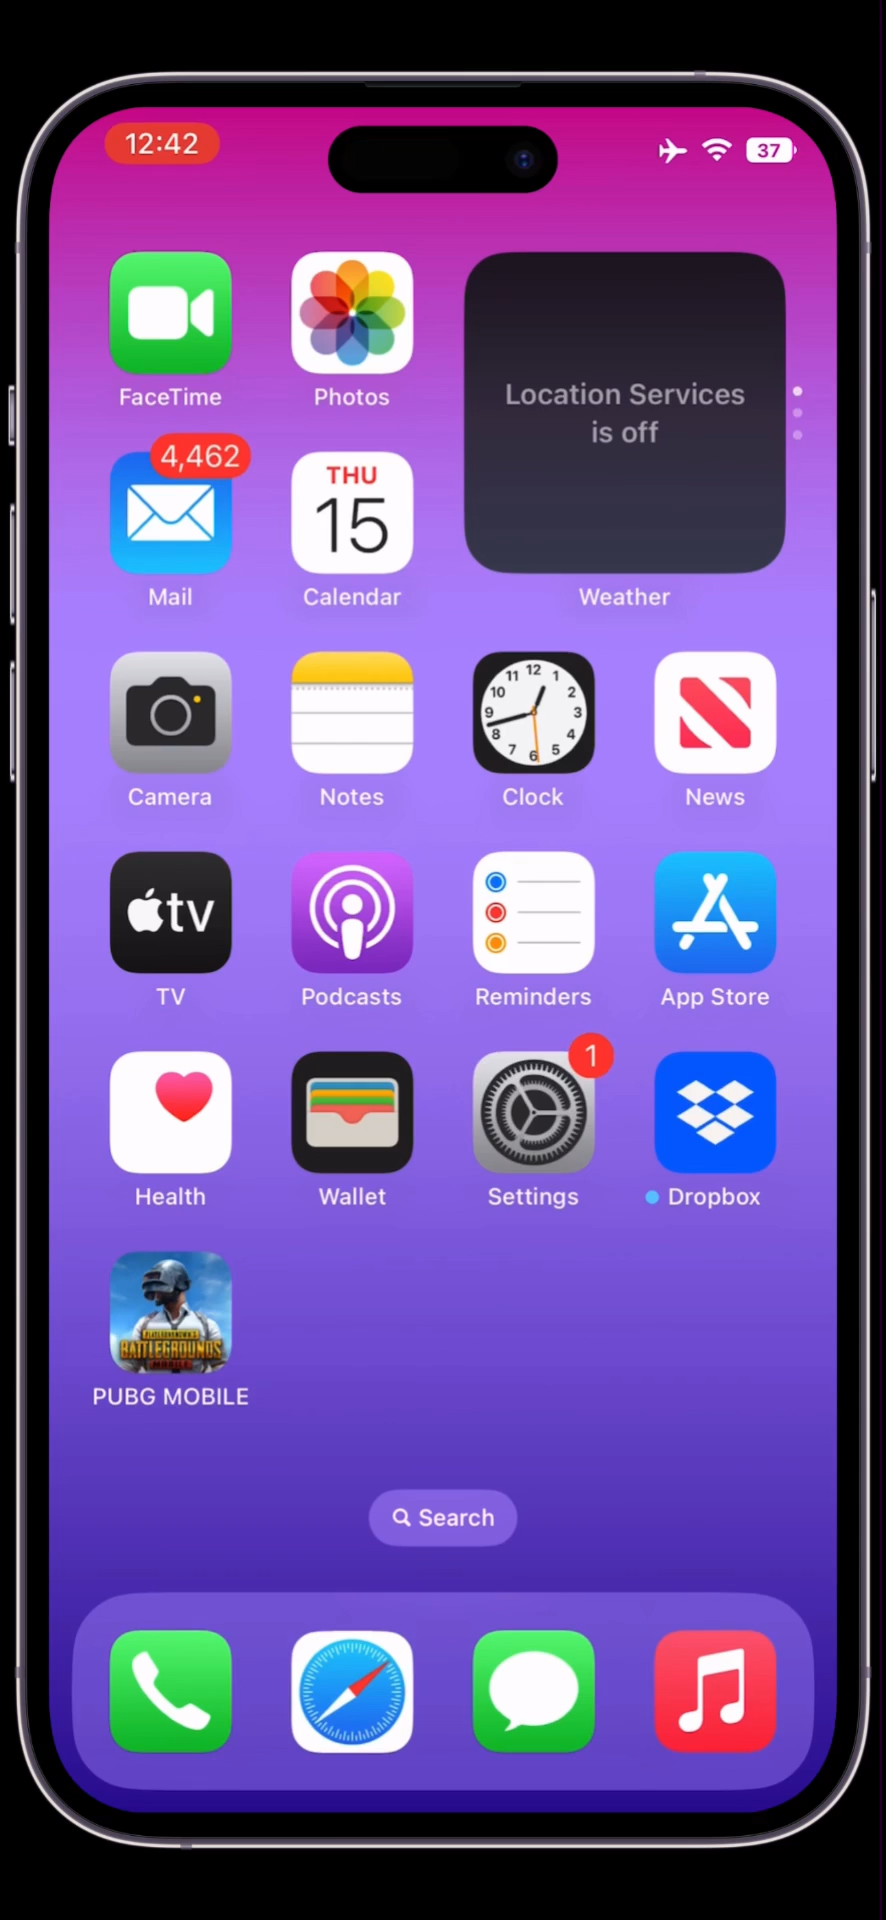 12:42
37
FaceTime
Photos
Location Services
is off
4,462
THU
15
Mail
Calendar
Weather
12
11 1
10 2
9 3
8 4
7 5
6
Camera
Notes
Clock
News
tv
TV
Podcasts
Reminders
App Store
1
Health
Wallet
Settings
Dropbox
BATTLEGROUNDS
MOBILE
PUBG MOBILE
Search